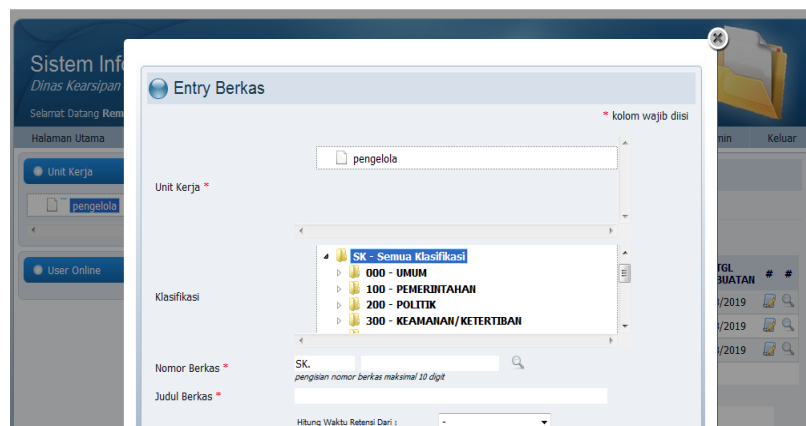 Sistem Inf
Dinas Kearsipan
Selamat Datang Rem
Halaman Utama
min
Keluar
Unit Kerja
pengelola
User Online
Entry Berkas
* kolom wajib diisi
Unit Kerja *
pengelola
Klasifikasi
SK - Semua Klasifikasi
000 - UMUM
100 - PEMERINTAHAN
200 - POLITIK
300 - KEAMANAN/KETERTIBAN
Nomor Berkas *
SK.
pengisian nomor berkas maksimal 10 digit
Judul Berkas *
Hitung Waktu Retensi Dari :
-
TGL
BUATAN
# #
/2019
/2019
/2019